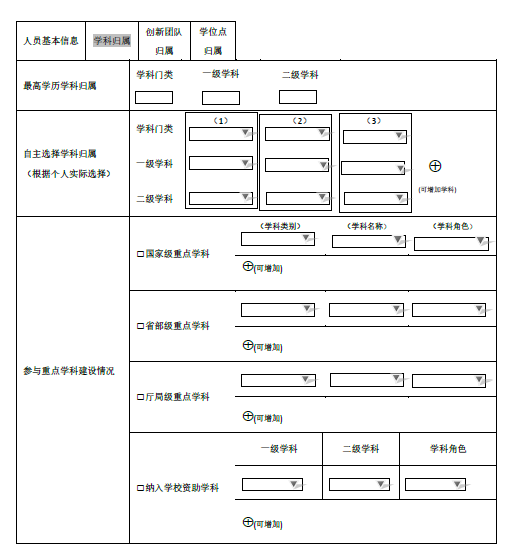 人员基本信息 学科归属 创新团队归属 学位点归属
最高学历学科归属 学科门类 一级学科 二级学科
自主选择学科归属
（根据个人实际选择）
（1） （2） （3）
学科门类
一级学科
二级学科
(可增加学科)
参与重点学科建设情况
（学科类别） （学科名称） （学科角色）
国家级重点学科
(可增加)
省部级重点学科
(可增加)
厅局级重点学科
(可增加)
一级学科 二级学科 学科角色
纳入学校资助学科
(可增加)